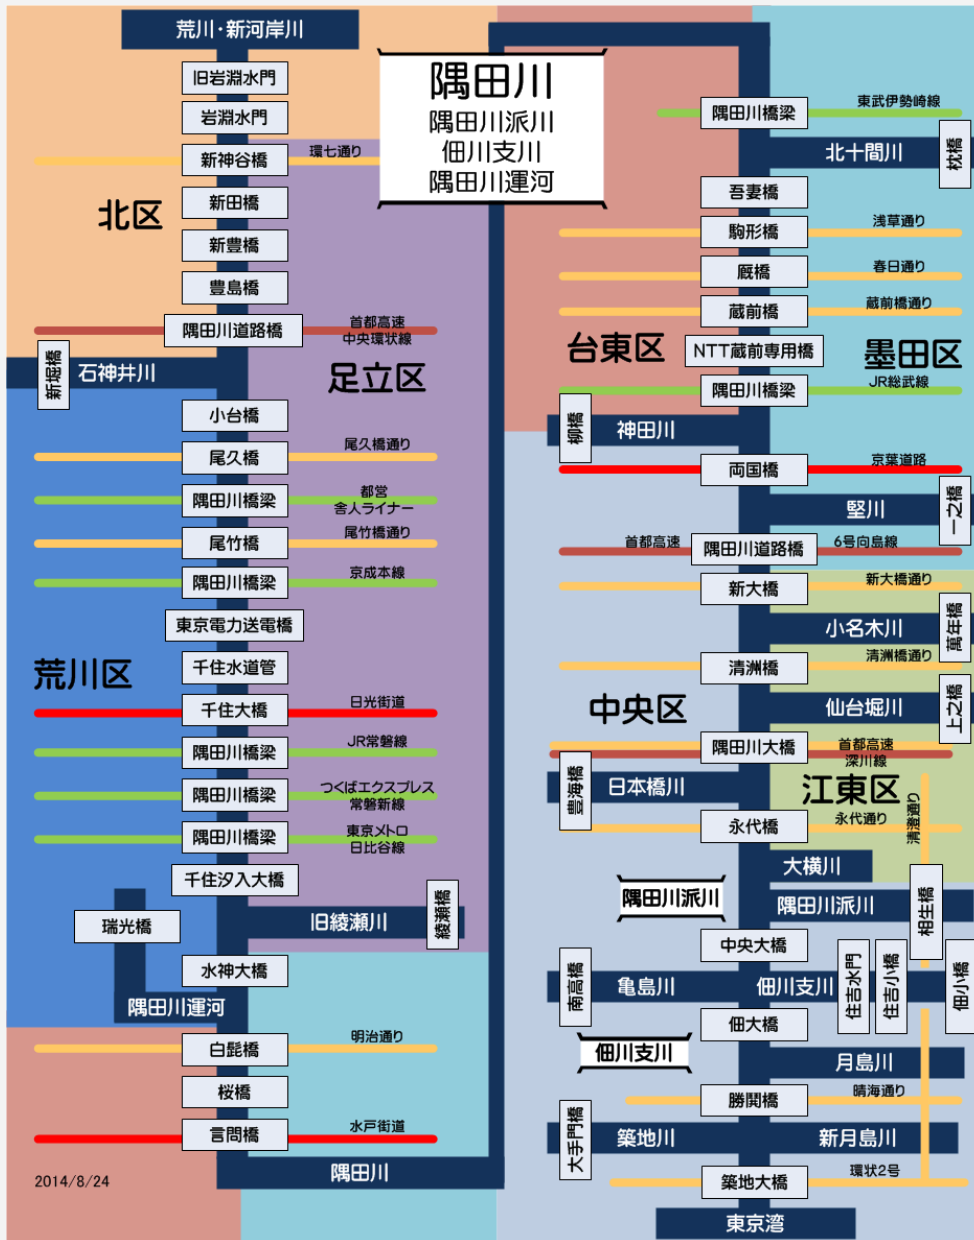 荒川・新河岸川
旧岩淵水門
岩淵水門
新神谷橋
環七通り
北区
新田橋
新豊橋
豊島橋
隅田川道路橋
首都高速
中央環状線
新堀橋
石神井川
足立区
小台橋
尾久橋
尾久橋通り
隅田川橋梁
都営
舎人ライナー
尾竹橋
尾竹橋通り
隅田川橋梁
京成本線
東京電力送電橋
荒川区
千住水道管
千住大橋
日光街道
隅田川橋梁
JR常磐線
隅田川橋梁
つくばエクスプレス
常磐新線
隅田川橋梁
東京メトロ
日比谷線
千住汐入大橋
瑞光橋
旧綾瀬川
綾瀬橋
水神大橋
隅田川運河
白髭橋
明治通り
桜橋
言問橋
水戸街道
隅田川
2014/8/24
隅田川
隅田川派川
佃川支川
隅田川運河
隅田川橋梁
東武伊勢崎線
北十間川
枕橋
吾妻橋
駒形橋
浅草通り
厩橋
春日通り
蔵前橋
蔵前橋通り
台東区
NTT蔵前専用橋
墨田区
隅田川橋梁
JR総武線
柳橋
神田川
両国橋
京葉道路
竪川
一之橋
首都高速
隅田川道路橋
6号向島線
新大橋
新大橋通り
小名木川
萬年橋
清洲橋
清洲橋通り
中央区
仙台堀川
上之橋
隅田川大橋
首都高速
深川線
豊海橋
日本橋川
江東区
永代橋
永代通り
清澄通り
大横川
隅田川派川
隅田川派川
相生橋
中央大橋
南高橋
亀島川
佃川支川
住吉水門
住吉小橋
佃小橋
佃大橋
佃川支川
月島川
勝鬨橋
晴海通り
大手門橋
築地川
新月島川
築地大橋
環状2号
東京湾